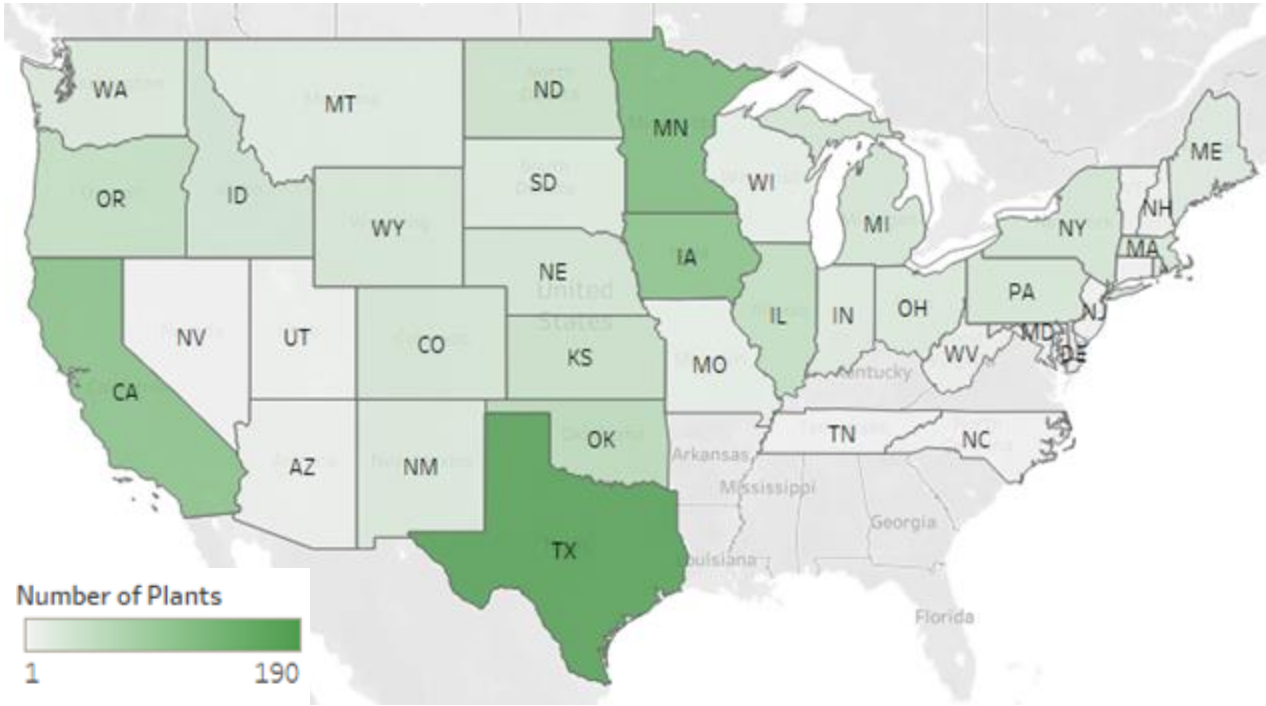 WA
MT
ND
MN
ME
OR
ID
SD
WI
WY
MI
NY
NH
MA
IA
NE
United
States
PA
NV
UT
CO
KS
IL
IN
OH
NJ
MD
DE
WV
MO
Kentucky
CA
AZ
NM
OK
TN
NC
Arkansas
Mississippi
Georgia
TX
Louisiana
Florida
Number of Plants
1
190